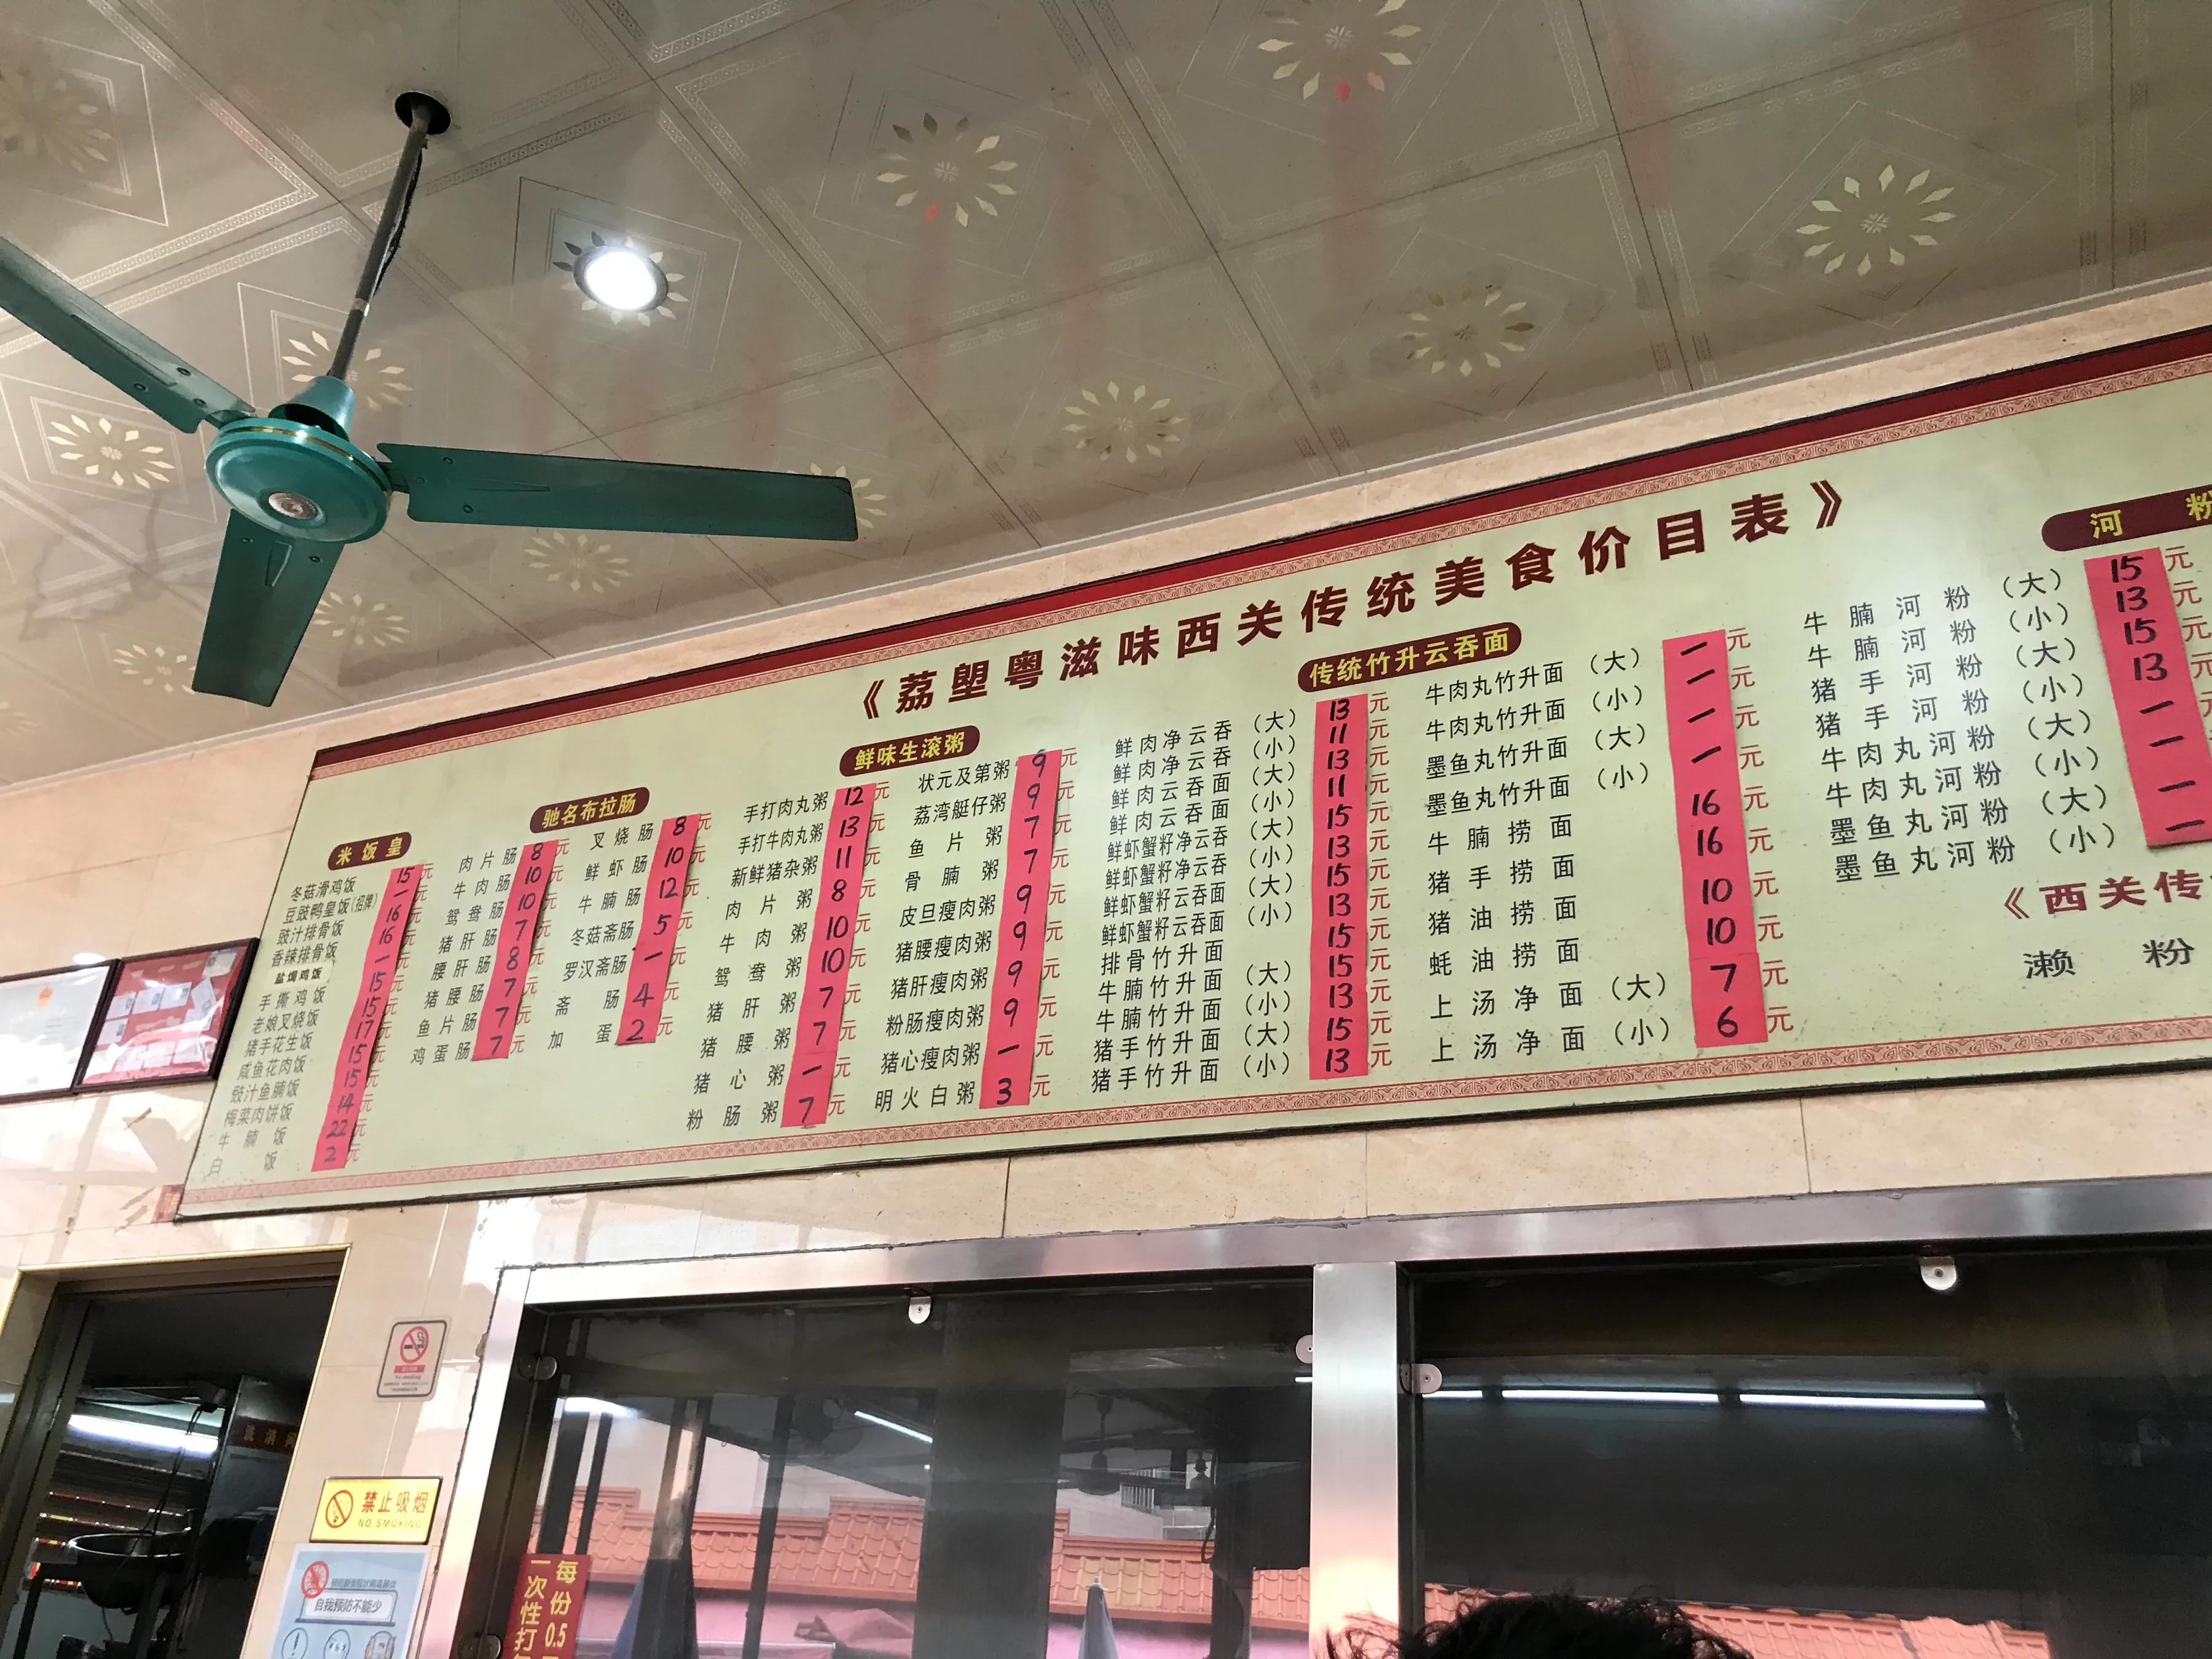 《荔塱粤滋味西关传统美食价目表》
米饭皇
冬菇滑鸡饭 15元
豆豉鸭皇饭(招牌) — 元
豉汁排骨饭 16元
香辣排骨饭 16元
盐焗鸡饭 — 元
手撕鸡饭 15元
老娘叉烧饭 15元
猪手花生饭 17元
咸鱼花肉饭 15元
豉汁鱼腩饭 15元
梅菜肉饼饭 14元
牛腩饭 22元
白饭 2元
驰名布拉肠
肉片肠 8元
牛肉肠 10元
鸳鸯肠 10元
猪肝肠 7元
腰肝肠 8元
猪腰肠 7元
鱼片肠 7元
鸡蛋肠 7元
叉烧肠 8元
鲜虾肠 10元
牛腩肠 12元
冬菇斋肠 5元
罗汉斋肠 — 元
斋肠 4元
加蛋 2元
鲜味生滚粥
手打肉丸粥 12元
手打牛肉丸粥 13元
新鲜猪杂粥 11元
肉片粥 8元
牛肉粥 10元
鸳鸯粥 10元
猪肝粥 7元
猪腰粥 7元
猪心粥 — 元
粉肠粥 7元
状元及第粥 9元
荔湾艇仔粥 9元
鱼片粥 7元
骨腩粥 7元
皮旦瘦肉粥 9元
猪腰瘦肉粥 9元
猪肝瘦肉粥 9元
粉肠瘦肉粥 9元
猪心瘦肉粥 — 元
明火白粥 3元
传统竹升云吞面
鲜肉净云吞（大） 13元
鲜肉净云吞（小） 11元
鲜肉云吞面（大） 13元
鲜肉云吞面（小） 11元
鲜虾蟹籽净云吞（大） 15元
鲜虾蟹籽净云吞（小） 13元
鲜虾蟹籽云吞面（大） 15元
鲜虾蟹籽云吞面（小） 13元
排骨竹升面 15元
牛腩竹升面（大） 15元
牛腩竹升面（小） 13元
猪手竹升面（大） 15元
猪手竹升面（小） 13元
牛肉丸竹升面（大） — 元
牛肉丸竹升面（小） — 元
墨鱼丸竹升面（大） — 元
墨鱼丸竹升面（小） — 元
牛腩捞面 16元
猪手捞面 16元
猪油捞面 10元
蚝油捞面 10元
上汤净面（大） 7元
上汤净面（小） 6元
河粉
牛腩河粉（大） 15元
牛腩河粉（小） 13元
猪手河粉（大） 15元
猪手河粉（小） 13元
牛肉丸河粉（大） —
牛肉丸河粉（小） —
墨鱼丸河粉（大） —
墨鱼丸河粉（小） —
《西关传
濑粉
No smoking
禁止吸烟
NO SMOKING
自我预防不能少
每份0.5
一次性打